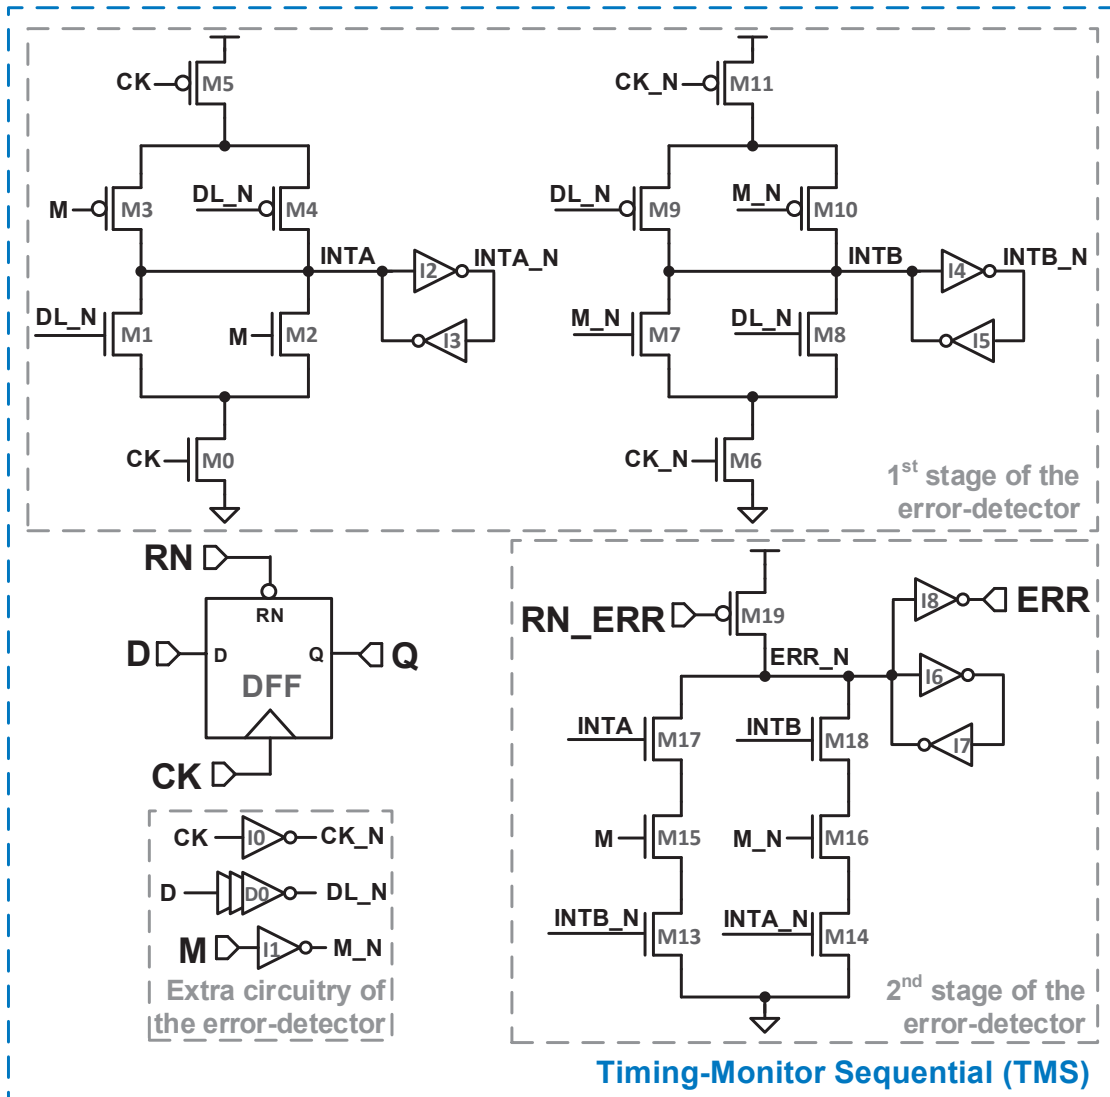 CK
M5
CK_N
M11
M
M3
DL_N
M4
DL_N
M9
M_N
M10
INTA
I2
INTA_N
INTB
I4
INTB_N
DL_N
M1
M
M2
I3
M_N
M7
DL_N
M8
I5
CK
M0
CK_N
M6
1st stage of the
error-detector
RN
RN
D
D
Q
Q
DFF
CK
RN_ERR
M19
I8
ERR
ERR_N
I6
I7
INTA
M17
INTB
M18
M
M15
M_N
M16
INTB_N
M13
INTA_N
M14
2nd stage of the
error-detector
CK
I0
CK_N
D
D0
DL_N
M
I1
M_N
Extra circuitry of
the error-detector
Timing-Monitor Sequential (TMS)